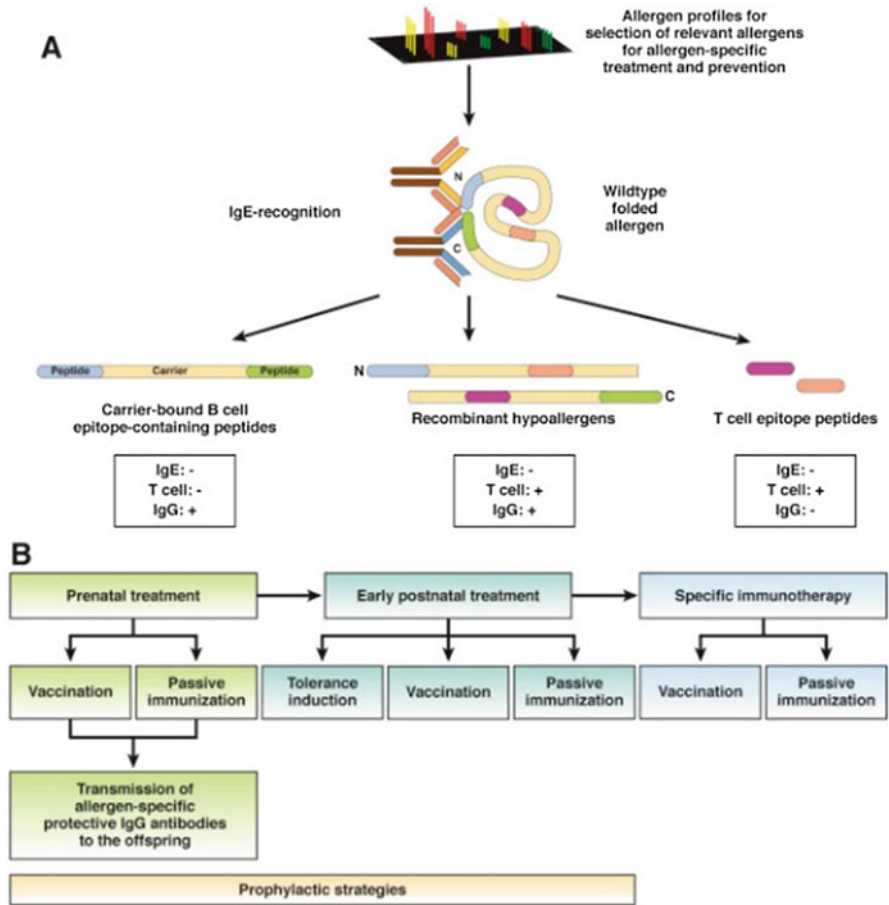 A
Allergen profiles for
selection of relevant allergens
for allergen-specific
treatment and prevention
IgE-recognition
N
C
Wildtype
folded
allergen
Peptide Carrier Peptide
N
C
Carrier-bound B cell
epitope-containing peptides
Recombinant hypoallergens
T cell epitope peptides
IgE: -
T cell: -
IgG: +
IgE: -
T cell: +
IgG: +
IgE: -
T cell: +
IgG: -
B
Prenatal treatment
Early postnatal treatment
Specific immunotherapy
Vaccination
Passive
immunization
Tolerance
induction
Vaccination
Passive
immunization
Vaccination
Passive
immunization
Transmission of
allergen-specific
protective IgG antibodies
to the offspring
Prophylactic strategies